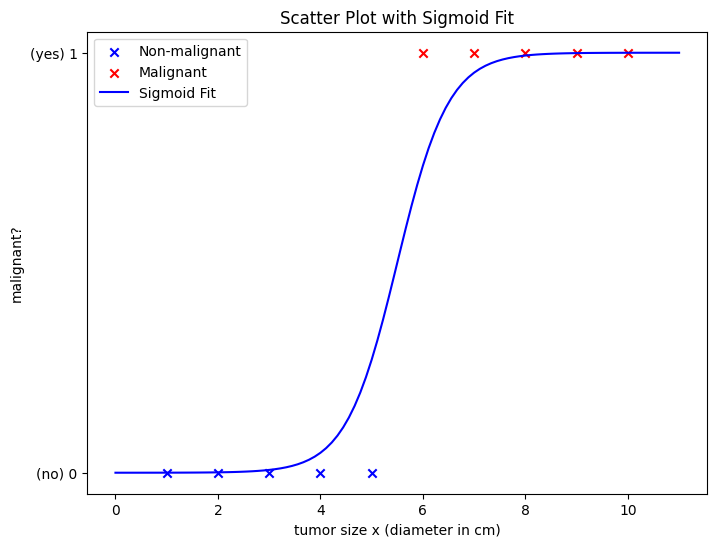 Scatter Plot with Sigmoid Fit
(yes) 1
Non-malignant
Malignant
Sigmoid Fit
malignant?
(no) 0
0 2 4 6 8 10
tumor size x (diameter in cm)